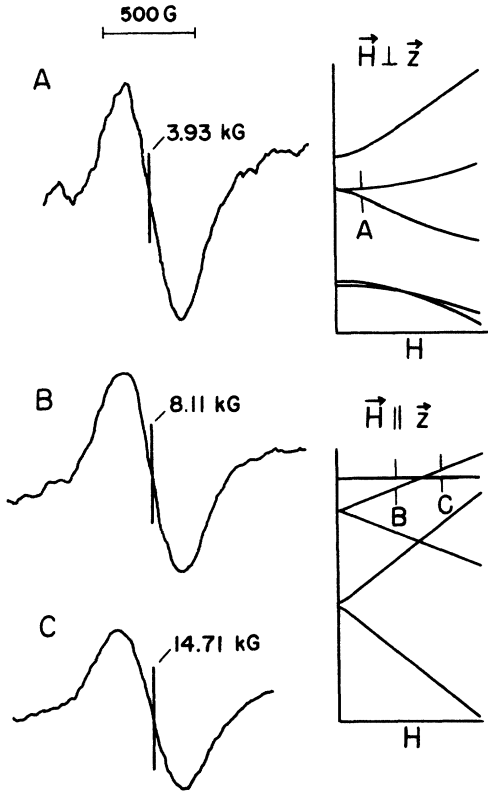 500 G
A
3.93 kG
H ⊥ z
A
H
B
8.11 kG
H ∥ z
B
C
C
14.71 kG
H